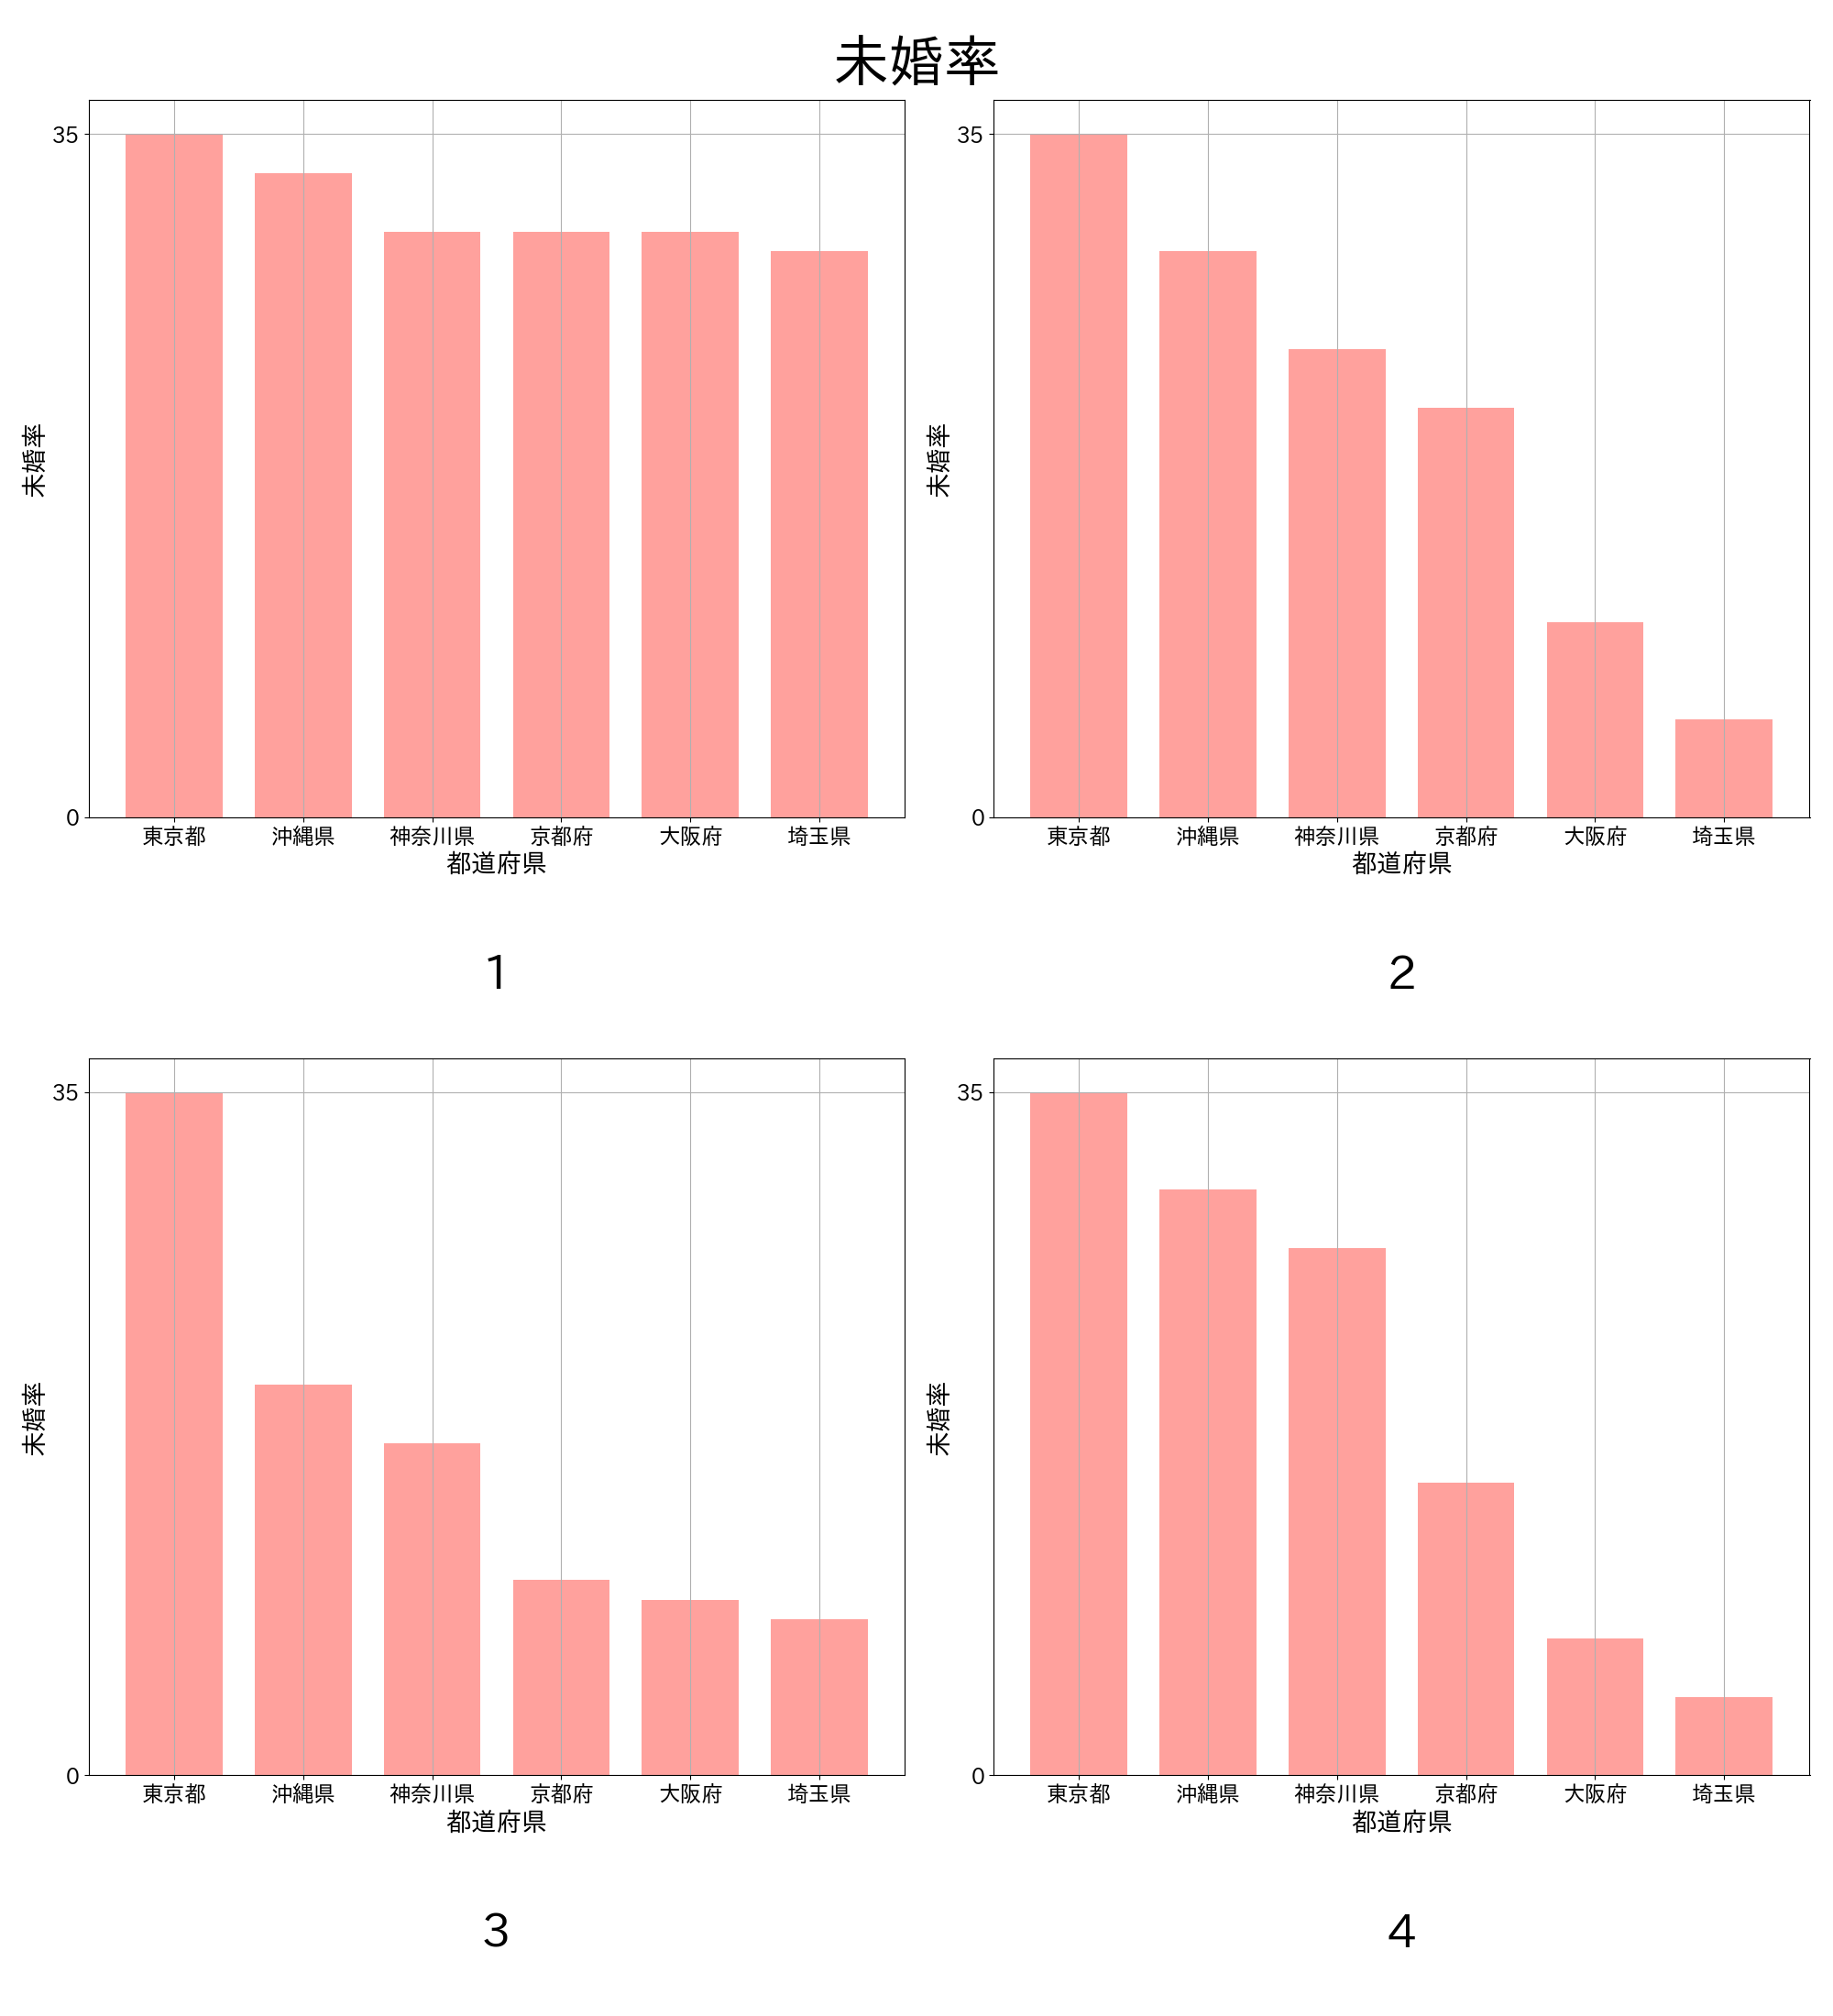 未婚率
35
0
未婚率
東京都 沖縄県 神奈川県 京都府 大阪府 埼玉県
都道府県
1
35
0
未婚率
東京都 沖縄県 神奈川県 京都府 大阪府 埼玉県
都道府県
2
35
0
未婚率
東京都 沖縄県 神奈川県 京都府 大阪府 埼玉県
都道府県
3
35
0
未婚率
東京都 沖縄県 神奈川県 京都府 大阪府 埼玉県
都道府県
4